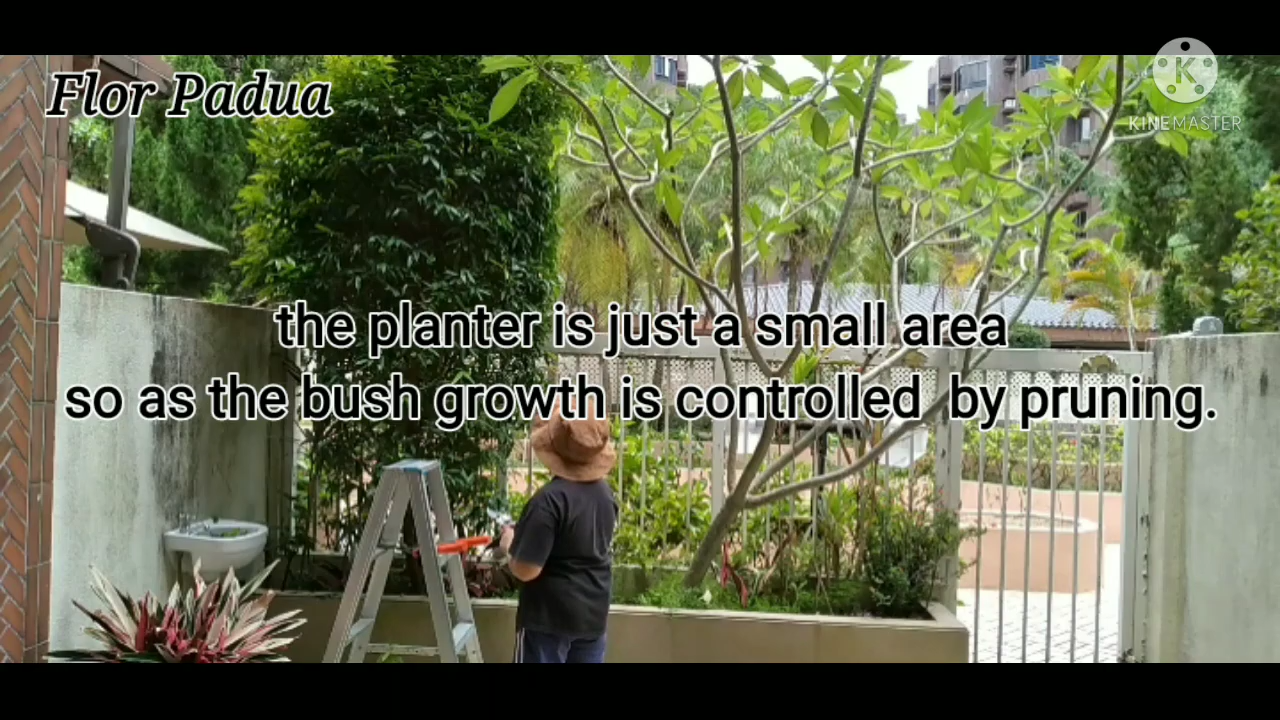 Flor Padua
K
KINEMASTER
the planter is just a small area
so as the bush growth is controlled  by pruning.